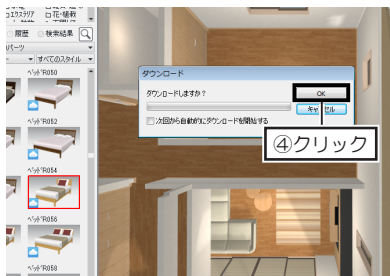 ロエクステリア ロ花・植栽
履歴 検索結果
パーツ
すべてのスタイル
ベッドR050
ベッドR052
ベッドR054
ベッドR056
ベッドR058
ダウンロード
ダウンロードしますか？
OK
キャンセル
次回から自動的にダウンロードを開始する
④クリック